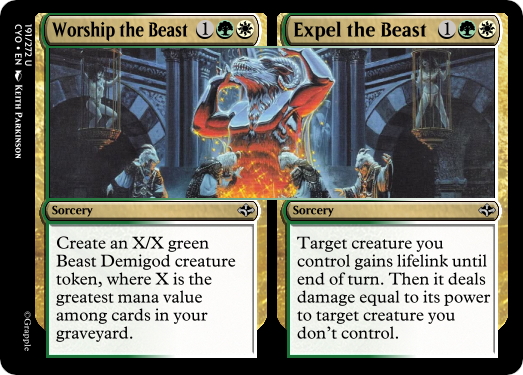 Worship the Beast 1
Expel the Beast 1
191/272 U
CYO • EN Keith Parkinson
Sorcery
Create an X/X green
Beast Demigod creature
token, where X is the
greatest mana value
among cards in your
graveyard.
Sorcery
Target creature you
control gains lifelink until
end of turn. Then it deals
damage equal to its power
to target creature you
don't control.
©Grapple